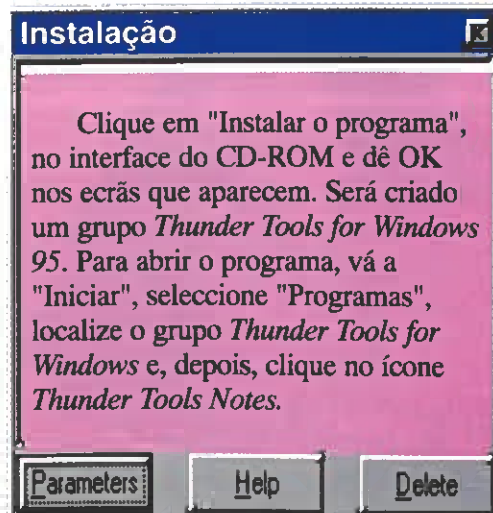 Instalação
Clique em "Instalar o programa",
no interface do CD-ROM e dê OK
nos ecrãs que aparecem. Será criado
um grupo Thunder Tools for Windows
95. Para abrir o programa, vá a
"Iniciar", seleccione "Programas",
localize o grupo Thunder Tools for
Windows e, depois, clique no ícone
Thunder Tools Notes.
Parameters Help Delete